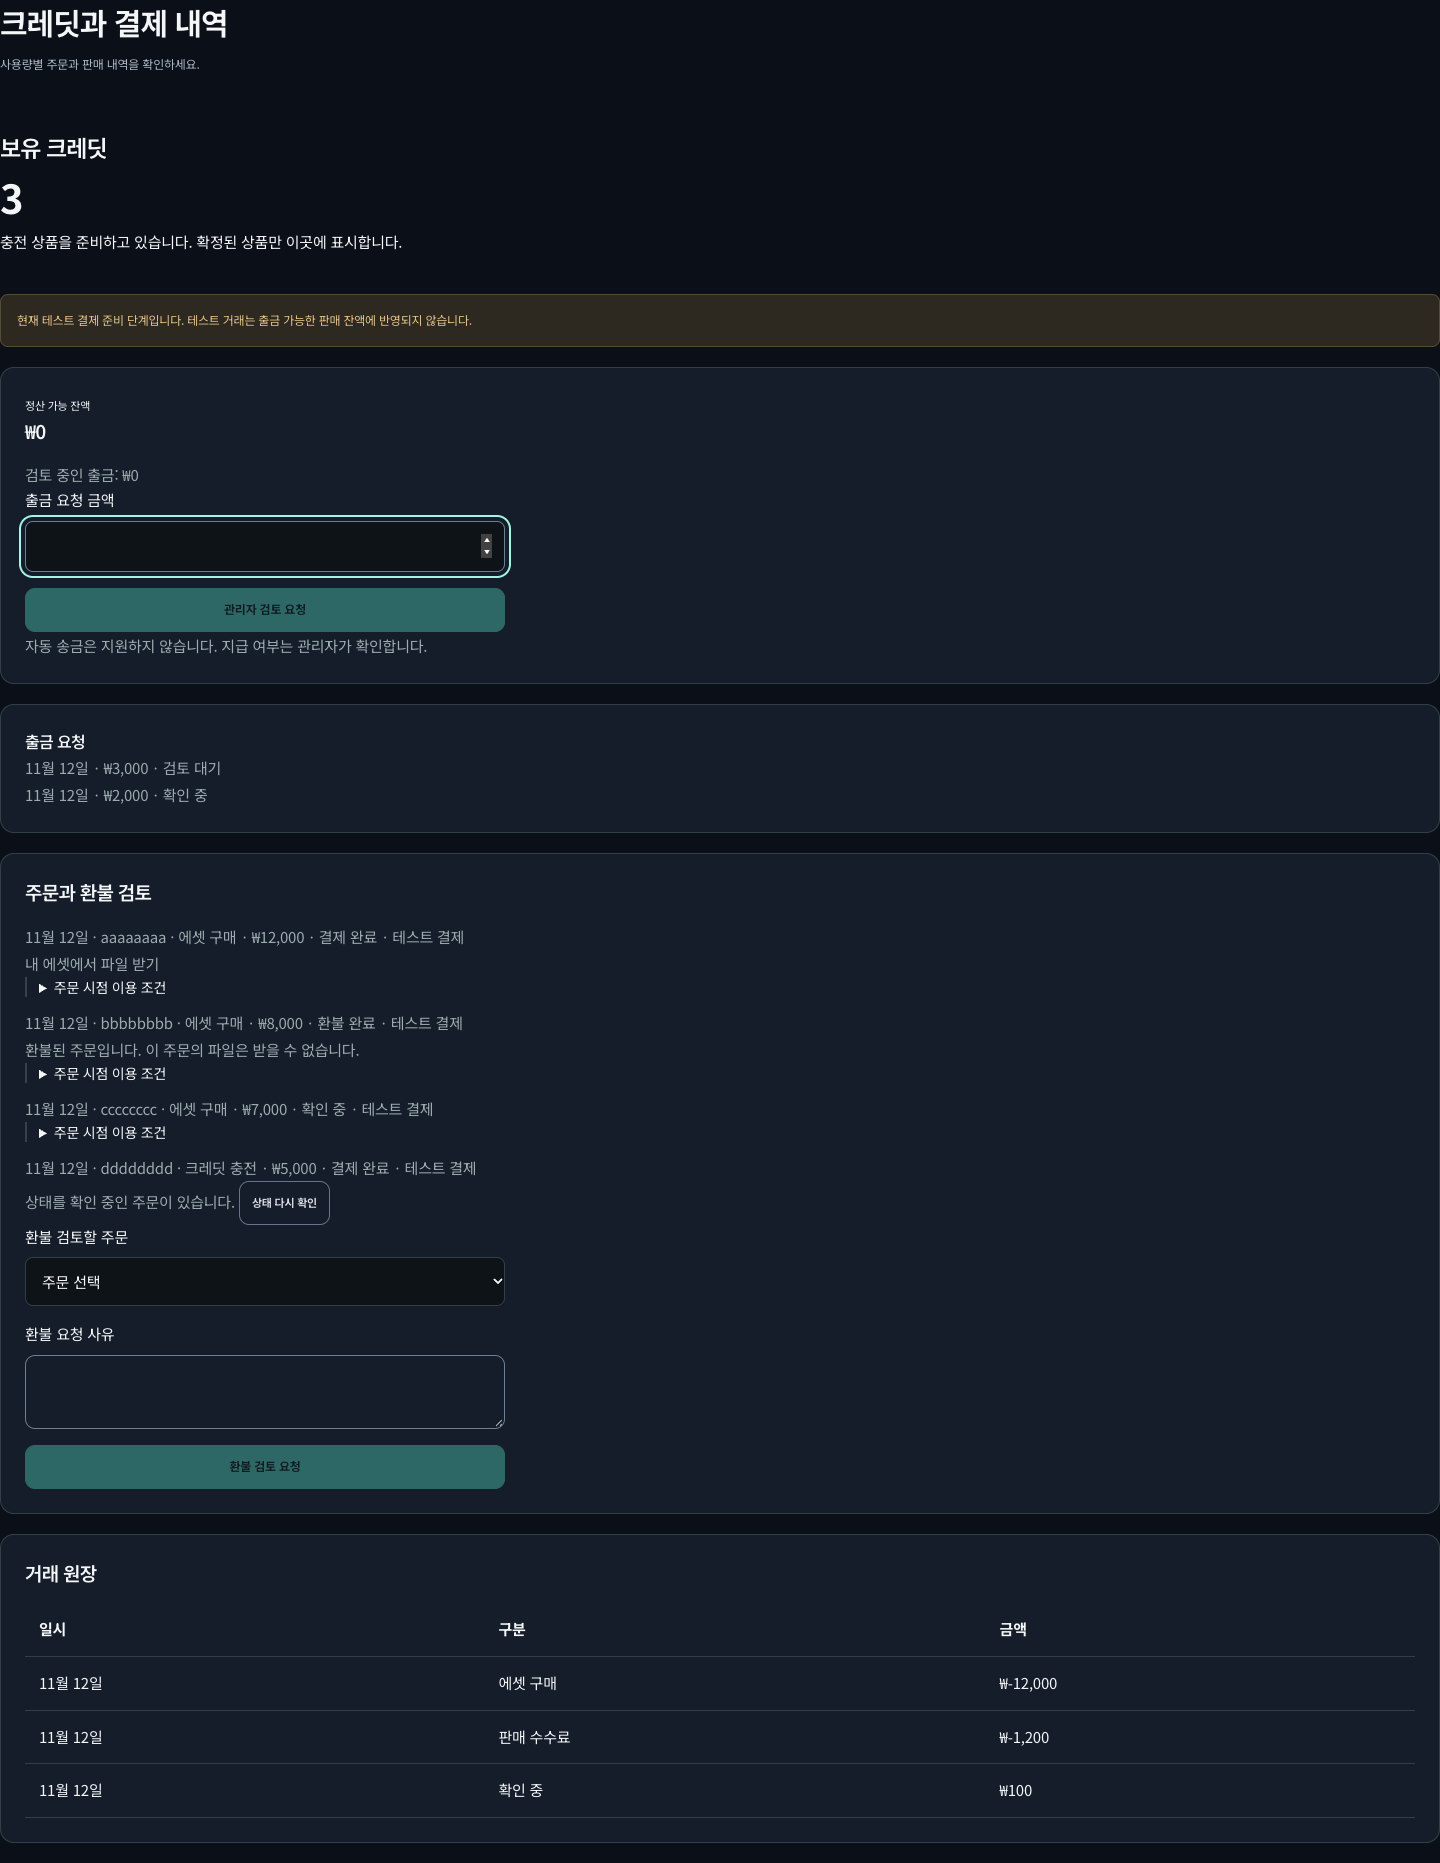 크레딧과 결제 내역
사용량별 주문과 판매 내역을 확인하세요.
보유 크레딧
3
충전 상품을 준비하고 있습니다. 확정된 상품만 이곳에 표시합니다.
현재 테스트 결제 준비 단계입니다. 테스트 거래는 출금 가능한 판매 잔액에 반영되지 않습니다.
정산 가능 잔액
₩0
검토 중인 출금: ₩0
출금 요청 금액
관리자 검토 요청
자동 송금은 지원하지 않습니다. 지급 여부는 관리자가 확인합니다.
출금 요청
11월 12일 · ₩3,000 · 검토 대기
11월 12일 · ₩2,000 · 확인 중
주문과 환불 검토
11월 12일 · aaaaaaaa · 에셋 구매 · ₩12,000 · 결제 완료 · 테스트 결제
내 에셋에서 파일 받기
▶ 주문 시점 이용 조건
11월 12일 · bbbbbbbb · 에셋 구매 · ₩8,000 · 환불 완료 · 테스트 결제
환불된 주문입니다. 이 주문의 파일은 받을 수 없습니다.
▶ 주문 시점 이용 조건
11월 12일 · cccccccc · 에셋 구매 · ₩7,000 · 확인 중 · 테스트 결제
▶ 주문 시점 이용 조건
11월 12일 · dddddddd · 크레딧 충전 · ₩5,000 · 결제 완료 · 테스트 결제
상태를 확인 중인 주문이 있습니다. 상태 다시 확인
환불 검토할 주문
주문 선택
환불 요청 사유
환불 검토 요청
거래 원장
일시 구분 금액
11월 12일 에셋 구매 ₩-12,000
11월 12일 판매 수수료 ₩-1,200
11월 12일 확인 중 ₩100